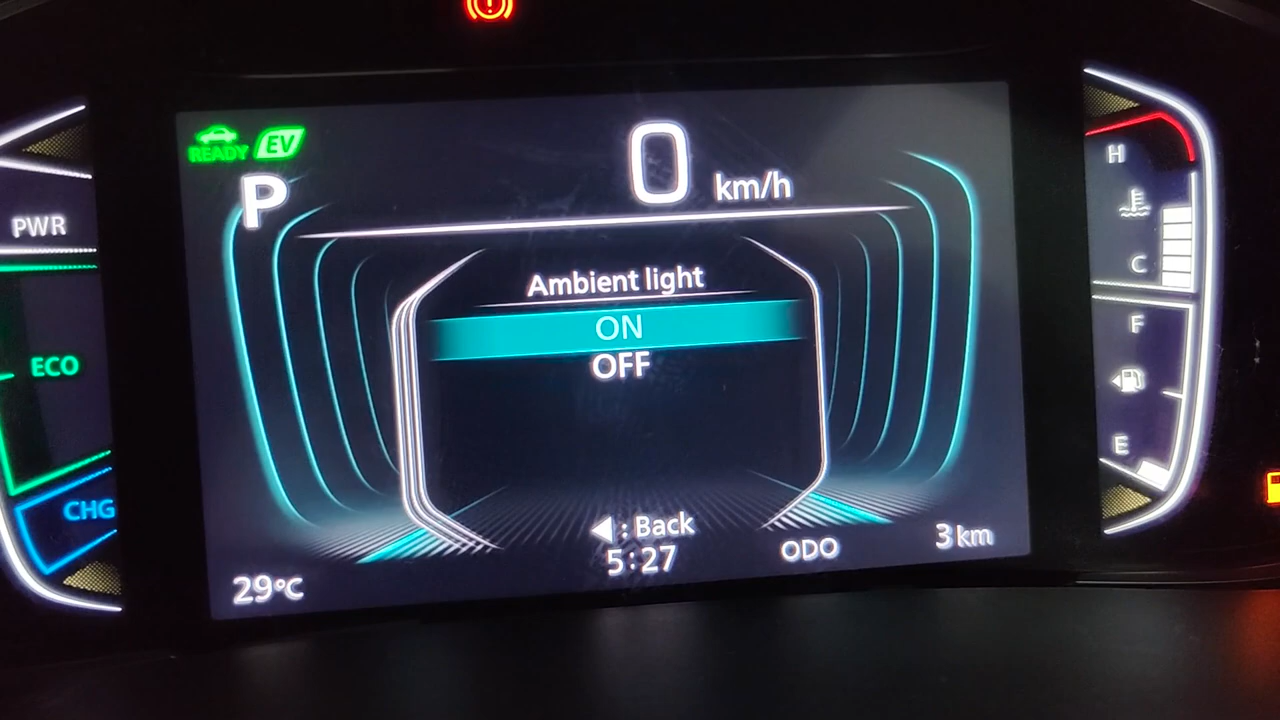 READY EV
P
0 km/h
PWR
ECO
CHG
Ambient light
ON
OFF
◀ : Back
5:27
29°C
ODO 3 km
H
C
F
E